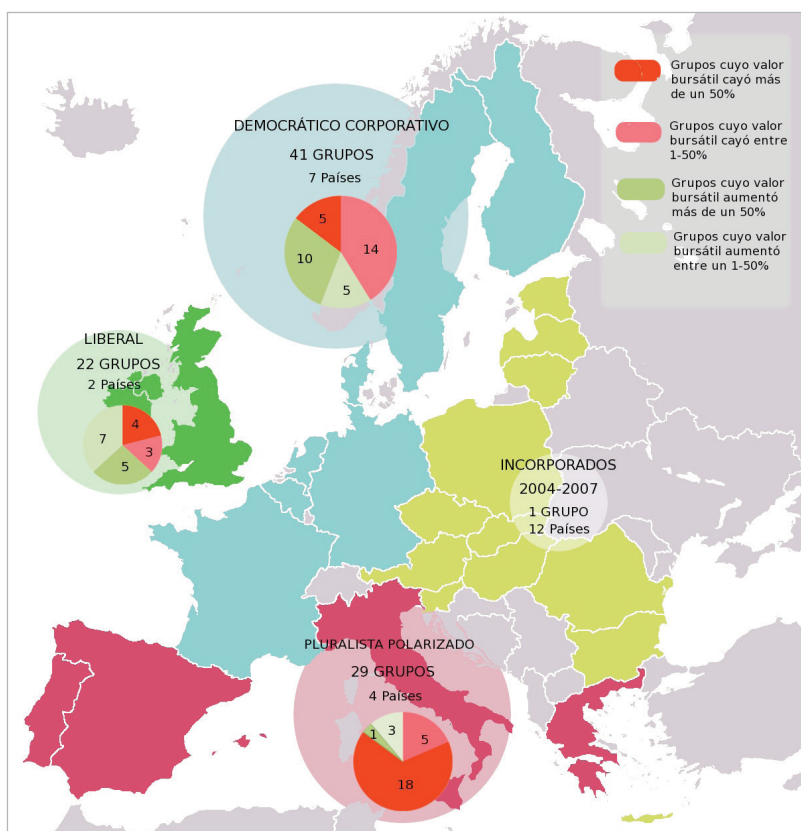 Grupos cuyo valor
bursátil cayó más
de un 50%
Grupos cuyo valor
bursátil cayó entre
1-50%
Grupos cuyo valor
bursátil aumentó
más de un 50%
Grupos cuyo valor
bursátil aumentó
entre un 1-50%
DEMOCRÁTICO CORPORATIVO
41 GRUPOS
7 Países
5
14
10
5
LIBERAL
22 GRUPOS
2 Países
4
7
3
5
INCORPORADOS
2004-2007
1 GRUPO
12 Países
PLURALISTA POLARIZADO
29 GRUPOS
4 Países
1
3
5
18